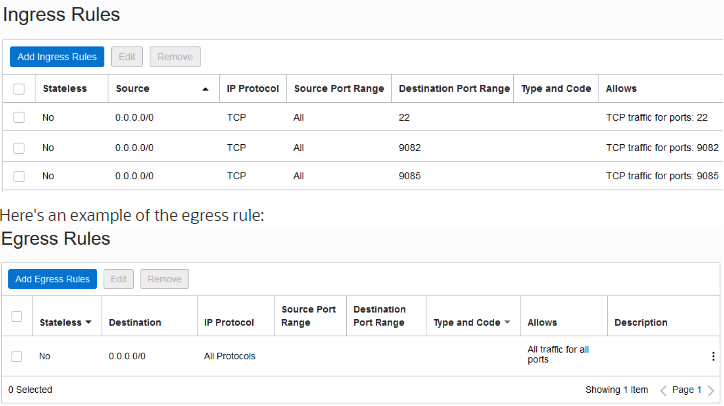 Ingress Rules
Add Ingress Rules Edit Remove
Stateless Source IP Protocol Source Port Range Destination Port Range Type and Code Allows
No 0.0.0.0/0 TCP All 22 TCP traffic for ports: 22
No 0.0.0.0/0 TCP All 9082 TCP traffic for ports: 9082
No 0.0.0.0/0 TCP All 9085 TCP traffic for ports: 9085
Here's an example of the egress rule:
Egress Rules
Add Egress Rules Edit Remove
Stateless Destination IP Protocol Source Port Range Destination Port Range Type and Code Allows Description
No 0.0.0.0/0 All Protocols All traffic for all ports
0 Selected Showing 1 Item Page 1